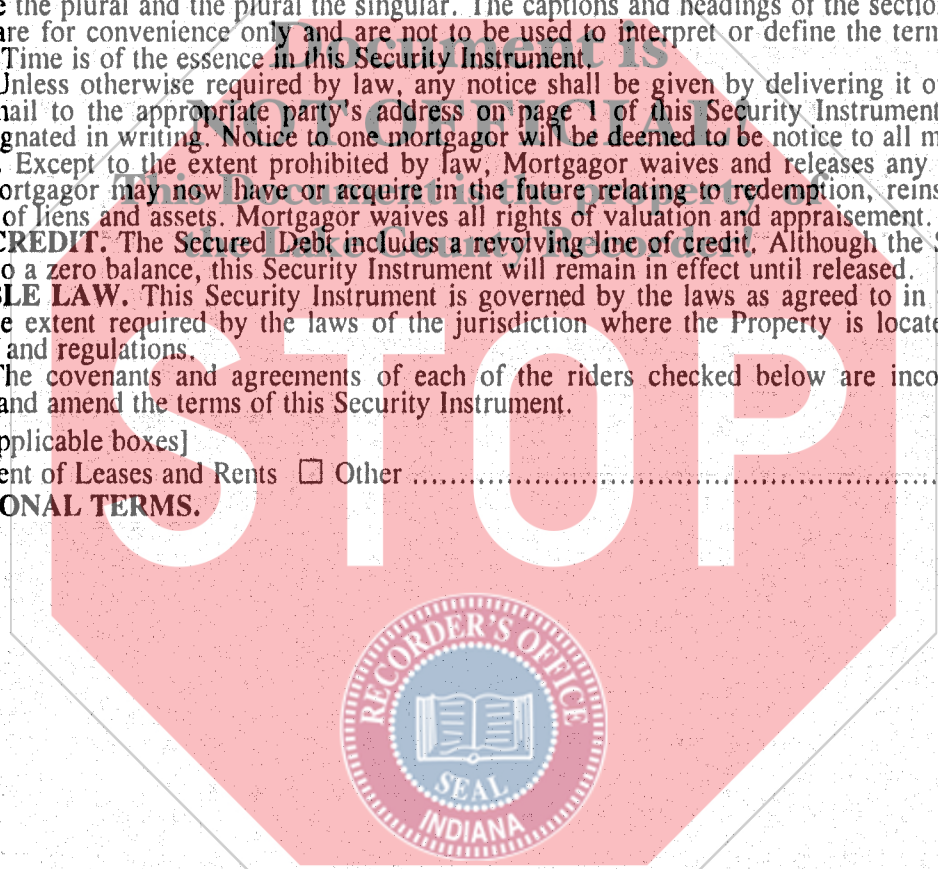 e the plural and the plural the singular. The captions and headings of the section
are for convenience only and are not to be used to interpret or define the term
Document is
Time is of the essence in this Security Instrument.
Unless otherwise required by law, any notice shall be given by delivering it o
mail to the appropriate party's address on page 1 of this Security Instrument
NOT OFFICIAL
gnated in writing. Notice to one mortgagor will be deemed to be notice to all m
. Except to the extent prohibited by law, Mortgagor waives and releases any
ortgagor may now have or acquire in the future relating to redemption, reins
This Document is the property of
of liens and assets. Mortgagor waives all rights of valuation and appraisement.
CREDIT. The Secured Debt includes a revolving line of credit. Although the S
the Lake County Recorder!
o a zero balance, this Security Instrument will remain in effect until released.
BLE LAW. This Security Instrument is governed by the laws as agreed to in
e extent required by the laws of the jurisdiction where the Property is locate
and regulations.
The covenants and agreements of each of the riders checked below are inco
and amend the terms of this Security Instrument.
pplicable boxes]
ent of Leases and Rents ☐ Other ..........................................................
ONAL TERMS.
STOP
RECORDER'S OFFICE
SEAL
INDIANA